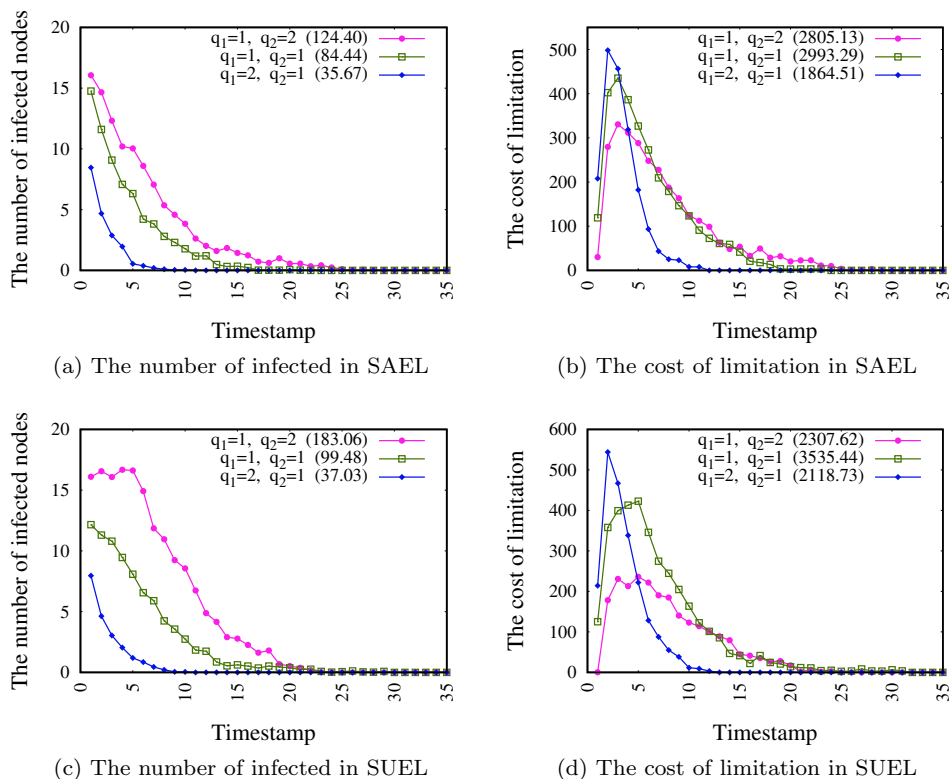 The number of infected nodes
20
15
10
5
0
0 5 10 15 20 25 30 35
Timestamp
q1=1, q2=2 (124.40)
q1=1, q2=1 (84.44)
q1=2, q2=1 (35.67)
(a) The number of infected in SAEL
The cost of limitation
500
400
300
200
100
0
0 5 10 15 20 25 30 35
Timestamp
q1=1, q2=2 (2805.13)
q1=1, q2=1 (2993.29)
q1=2, q2=1 (1864.51)
(b) The cost of limitation in SAEL
The number of infected nodes
20
15
10
5
0
0 5 10 15 20 25 30 35
Timestamp
q1=1, q2=2 (183.06)
q1=1, q2=1 (99.48)
q1=2, q2=1 (37.03)
(c) The number of infected in SUEL
The cost of limitation
600
500
400
300
200
100
0
0 5 10 15 20 25 30 35
Timestamp
q1=1, q2=2 (2307.62)
q1=1, q2=1 (3535.44)
q1=2, q2=1 (2118.73)
(d) The cost of limitation in SUEL